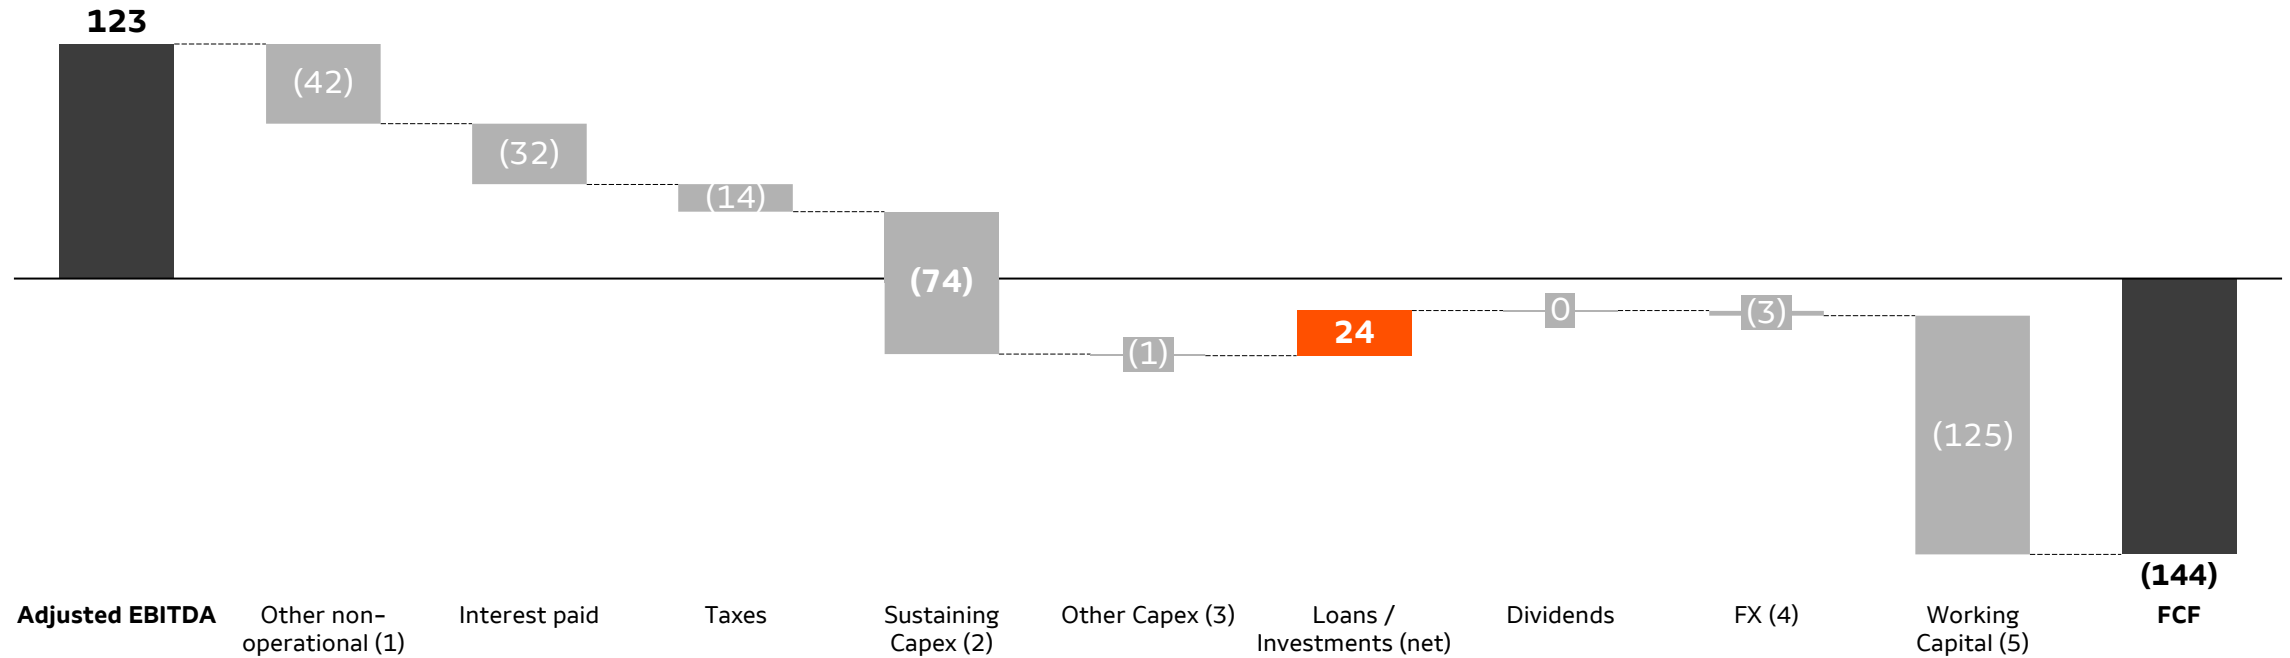 123
(42)
(32)
(14)
(74)
(1)
24
0
(3)
(125)
(144)
Adjusted EBITDA
Other non-
operational (1)
Interest paid
Taxes
Sustaining
Capex (2)
Other Capex (3)
Loans /
Investments (net)
Dividends
FX (4)
Working
Capital (5)
FCF